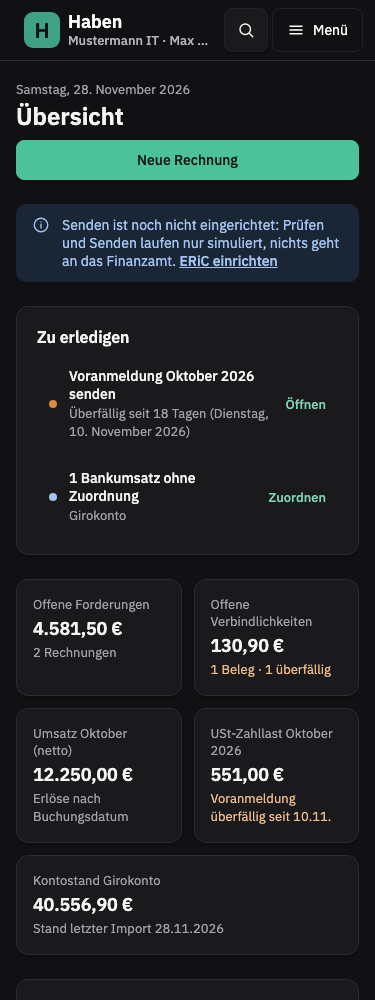 H
Haben
Mustermann IT · Max ...
Menü
Samstag, 28. November 2026
Übersicht
Neue Rechnung
Senden ist noch nicht eingerichtet: Prüfen
und Senden laufen nur simuliert, nichts geht
an das Finanzamt. ERiC einrichten
Zu erledigen
Voranmeldung Oktober 2026
senden
Überfällig seit 18 Tagen (Dienstag,
10. November 2026)
Öffnen
1 Bankumsatz ohne
Zuordnung
Girokonto
Zuordnen
Offene Forderungen
4.581,50 €
2 Rechnungen
Offene
Verbindlichkeiten
130,90 €
1 Beleg · 1 überfällig
Umsatz Oktober
(netto)
12.250,00 €
Erlöse nach
Buchungsdatum
USt-Zahllast Oktober
2026
551,00 €
Voranmeldung
überfällig seit 10.11.
Kontostand Girokonto
40.556,90 €
Stand letzter Import 28.11.2026